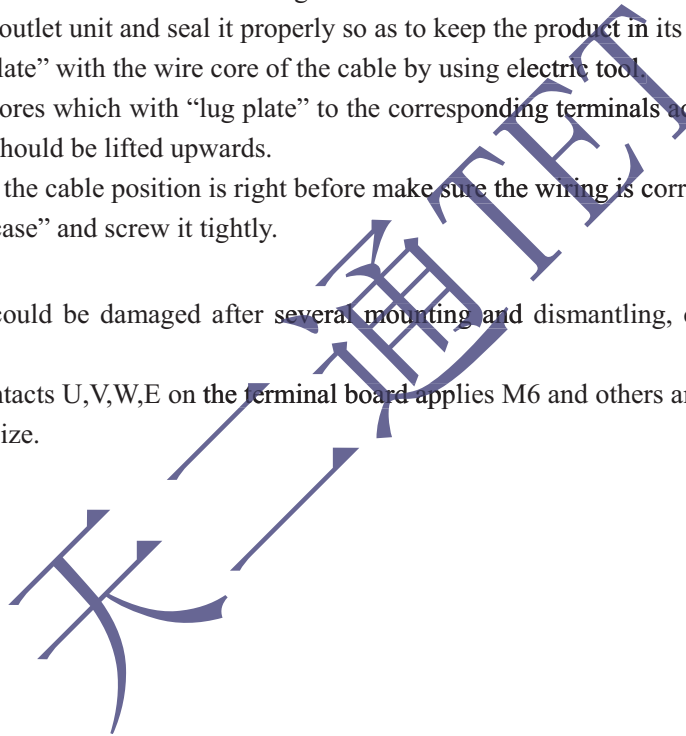 outlet unit and seal it properly so as to keep the product in its
late” with the wire core of the cable by using electric tool.
ores which with “lug plate” to the corresponding terminals ac
hould be lifted upwards.
the cable position is right before make sure the wiring is corr
case” and screw it tightly.
could be damaged after several mounting and dismantling,
ntacts U,V,W,E on the terminal board applies M6 and others ar
ize.
天二通TET